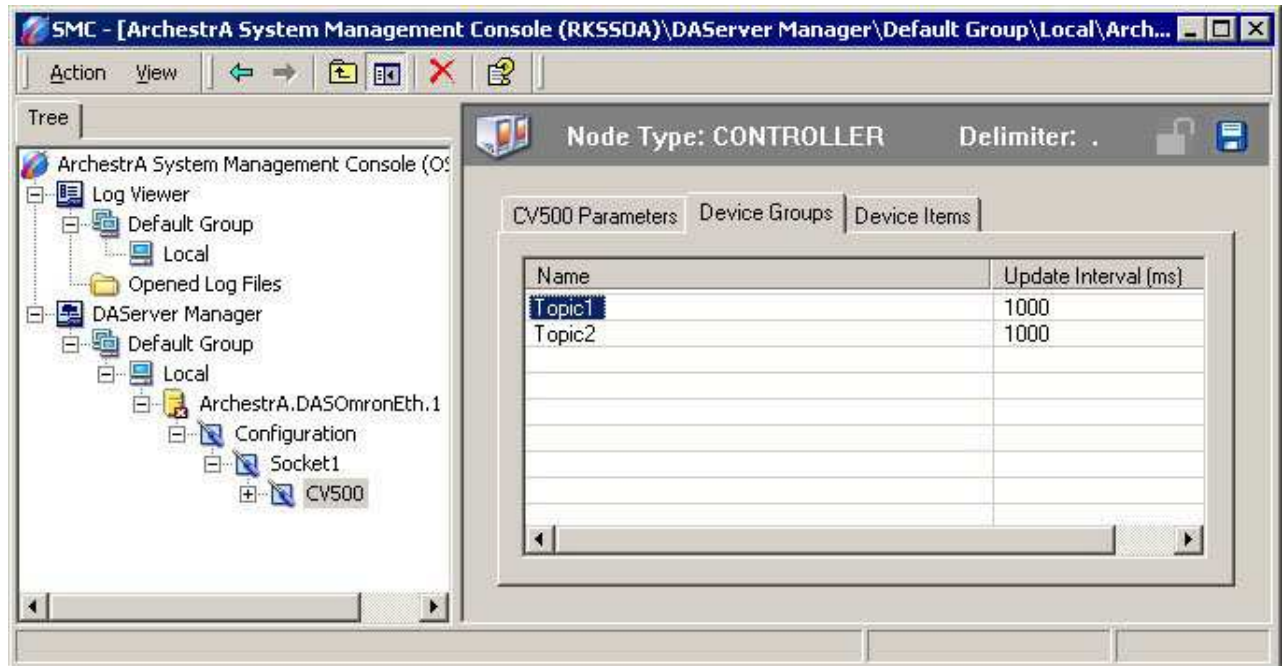 SMC - [ArchestrA System Management Console (RKSSOA)\DAServer Manager\Default Group\Local\Arch...
Action View
Tree
ArchestrA System Management Console (OS
Log Viewer
Default Group
Local
Opened Log Files
DAServer Manager
Default Group
Local
ArchestrA.DASOmronEth.1
Configuration
Socket1
CV500
Node Type: CONTROLLER Delimiter: .
CV500 Parameters Device Groups Device Items
Name Update Interval (ms)
Topic1 1000
Topic2 1000